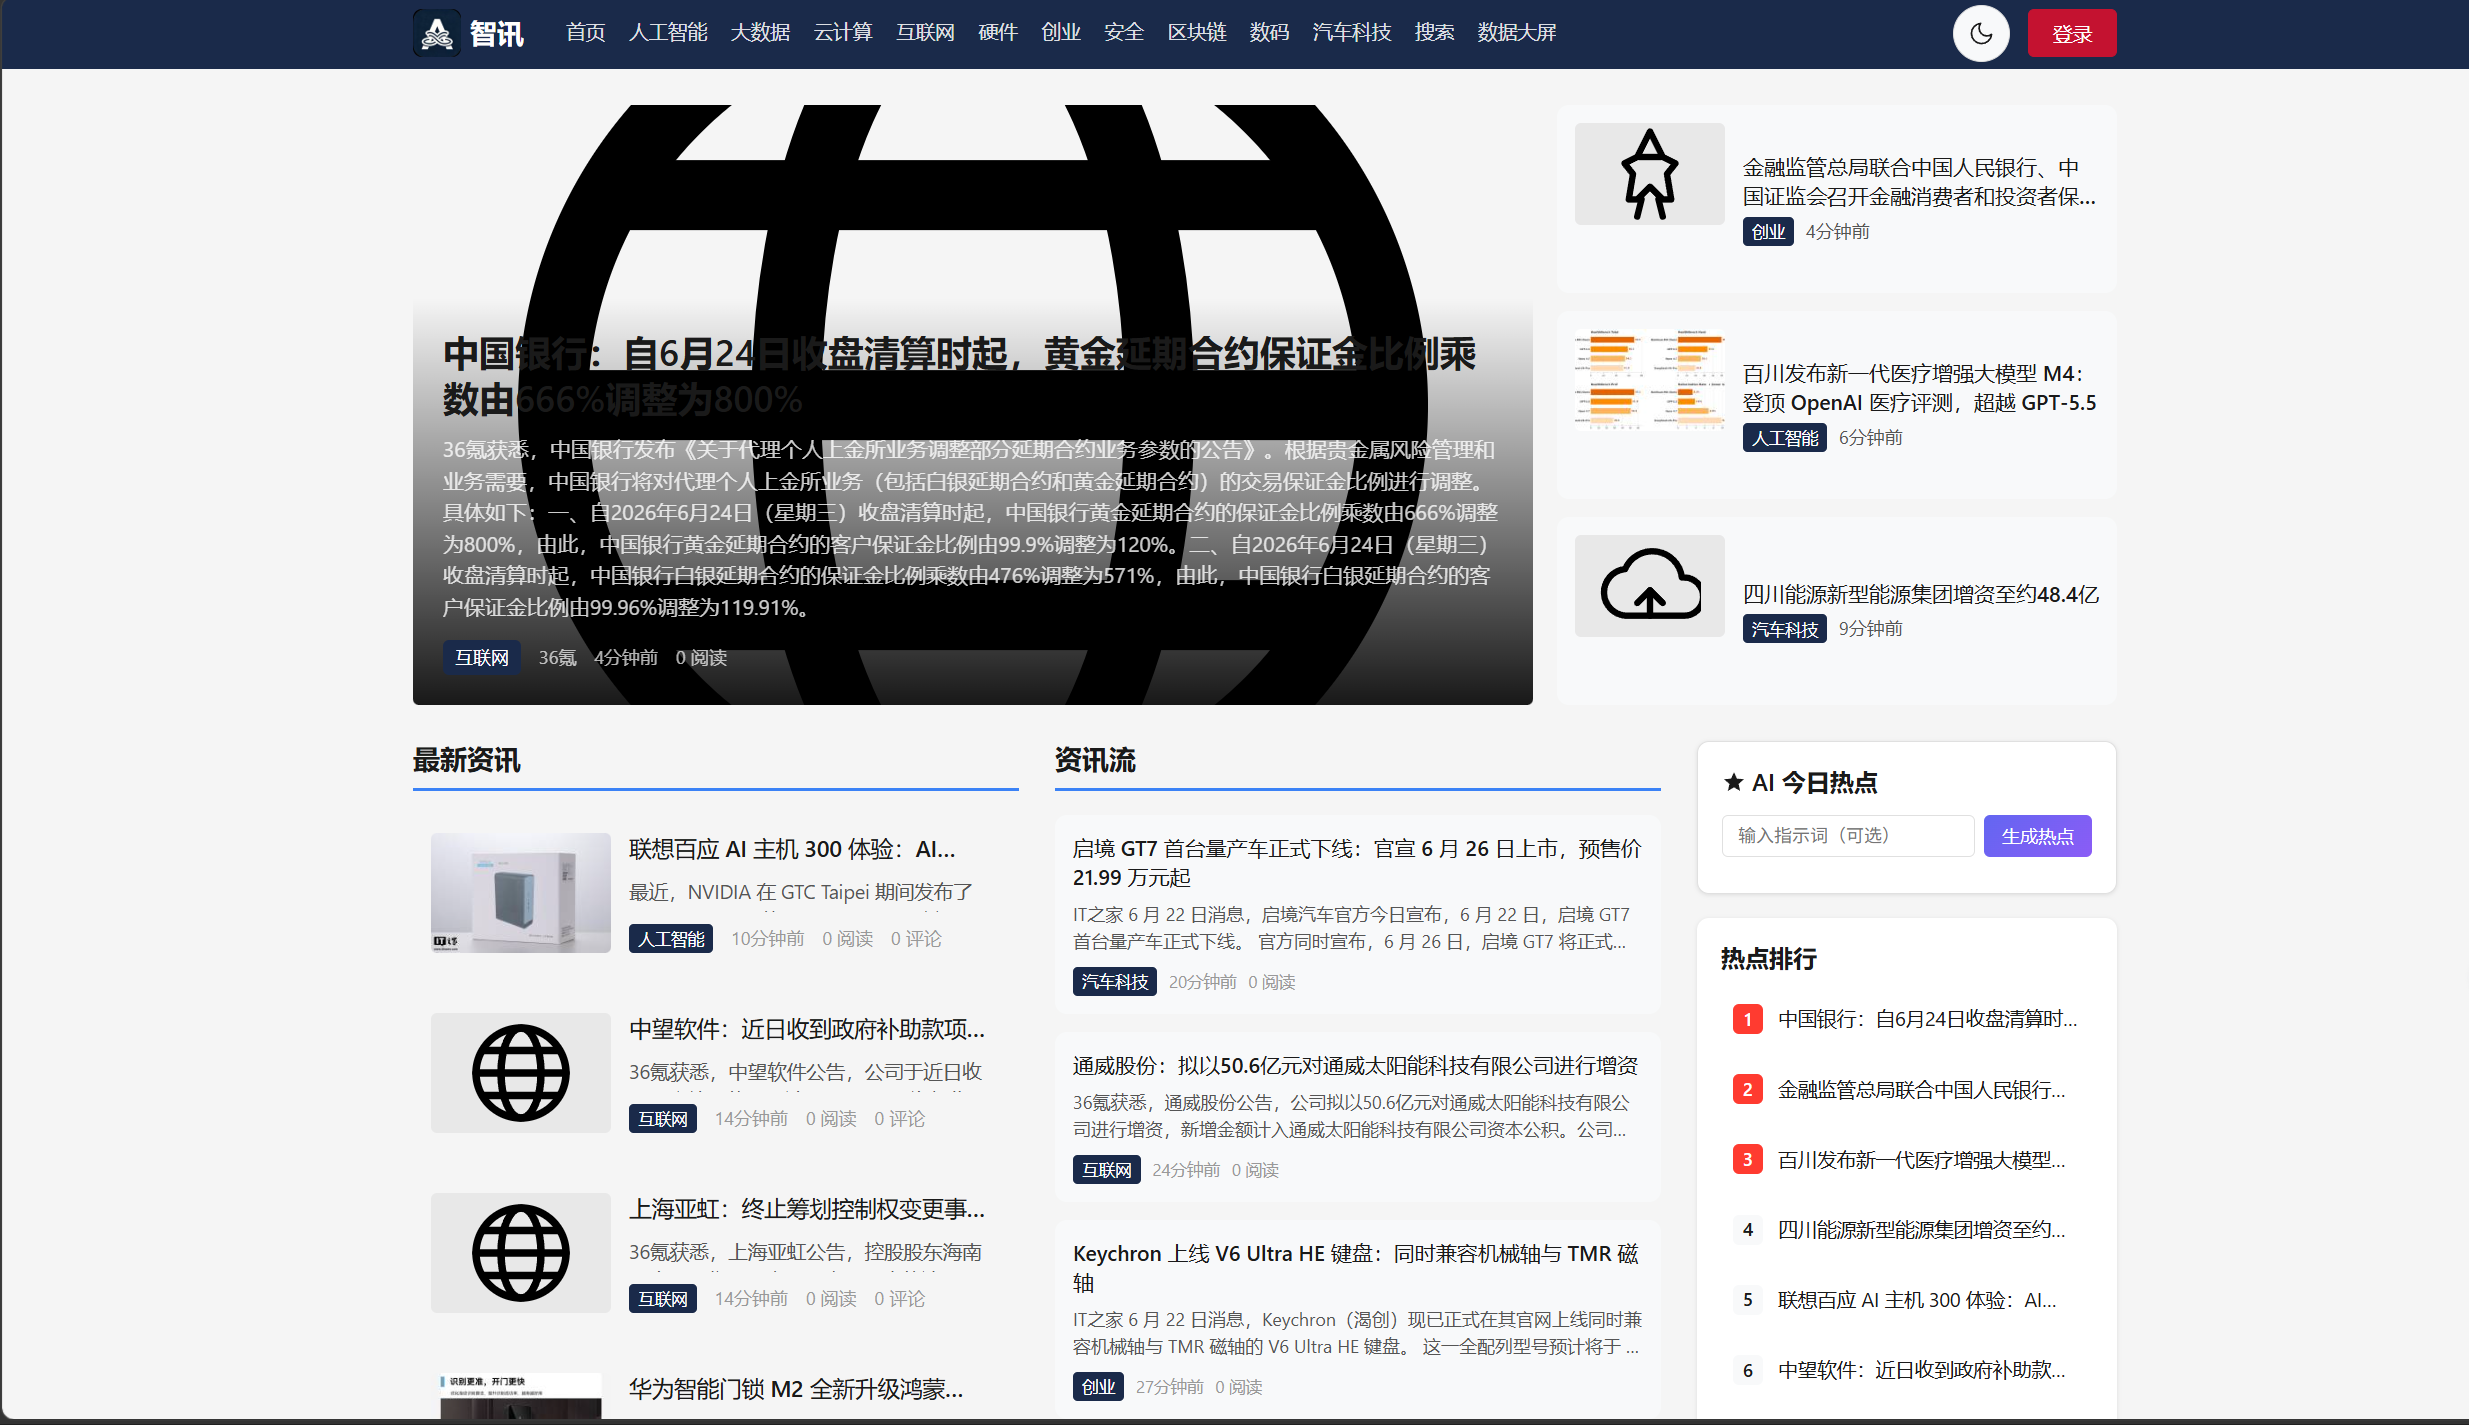 智讯
首页 人工智能 大数据 云计算 互联网 硬件 创业 安全 区块链 数码 汽车科技 搜索 数据大屏
登录
中国银行：自6月24日收盘清算时起，黄金延期合约保证金比例乘
数由666%调整为800%
36氪获悉，中国银行发布《关于代理个人上金所业务调整部分延期合约业务参数的公告》。根据贵金属风险管理和
业务需要，中国银行将对代理个人上金所业务（包括白银延期合约和黄金延期合约）的交易保证金比例进行调整。
具体如下：一、自2026年6月24日（星期三）收盘清算时起，中国银行黄金延期合约的保证金比例乘数由666%调整
为800%，由此，中国银行黄金延期合约的客户保证金比例由99.9%调整为120%。二、自2026年6月24日（星期三）
收盘清算时起，中国银行白银延期合约的保证金比例乘数由476%调整为571%，由此，中国银行白银延期合约的客
户保证金比例由99.96%调整为119.91%。
互联网 36氪 4分钟前 0 阅读
金融监管总局联合中国人民银行、中
国证监会召开金融消费者和投资者保...
创业 4分钟前
百川发布新一代医疗增强大模型 M4：
登顶 OpenAI 医疗评测，超越 GPT-5.5
人工智能 6分钟前
四川能源新型能源集团增资至约48.4亿
汽车科技 9分钟前
最新资讯
联想百应 AI 主机 300 体验：AI...
最近，NVIDIA 在 GTC Taipei 期间发布了
人工智能 10分钟前 0 阅读 0 评论
中望软件：近日收到政府补助款项...
36氪获悉，中望软件公告，公司于近日收
互联网 14分钟前 0 阅读 0 评论
上海亚虹：终止筹划控制权变更事...
36氪获悉，上海亚虹公告，控股股东海南
互联网 14分钟前 0 阅读 0 评论
识别更准，开门更快
华为智能门锁 M2 全新升级鸿蒙...
资讯流
启境 GT7 首台量产车正式下线：官宣 6 月 26 日上市，预售价
21.99 万元起
IT之家 6 月 22 日消息，启境汽车官方今日宣布，6 月 22 日，启境 GT7
首台量产车正式下线。 官方同时宣布，6 月 26 日，启境 GT7 将正式...
汽车科技 20分钟前 0 阅读
通威股份：拟以50.6亿元对通威太阳能科技有限公司进行增资
36氪获悉，通威股份公告，公司拟以50.6亿元对通威太阳能科技有限公
司进行增资，新增金额计入通威太阳能科技有限公司资本公积。公司...
互联网 24分钟前 0 阅读
Keychron 上线 V6 Ultra HE 键盘：同时兼容机械轴与 TMR 磁
轴
IT之家 6 月 22 日消息，Keychron（渴创）现已正式在其官网上线同时兼
容机械轴与 TMR 磁轴的 V6 Ultra HE 键盘。 这一全配列型号预计将于 ...
创业 27分钟前 0 阅读
★ AI 今日热点
输入指示词（可选） 生成热点
热点排行
1 中国银行：自6月24日收盘清算时...
2 金融监管总局联合中国人民银行...
3 百川发布新一代医疗增强大模型...
4 四川能源新型能源集团增资至约...
5 联想百应 AI 主机 300 体验：AI...
6 中望软件：近日收到政府补助款...